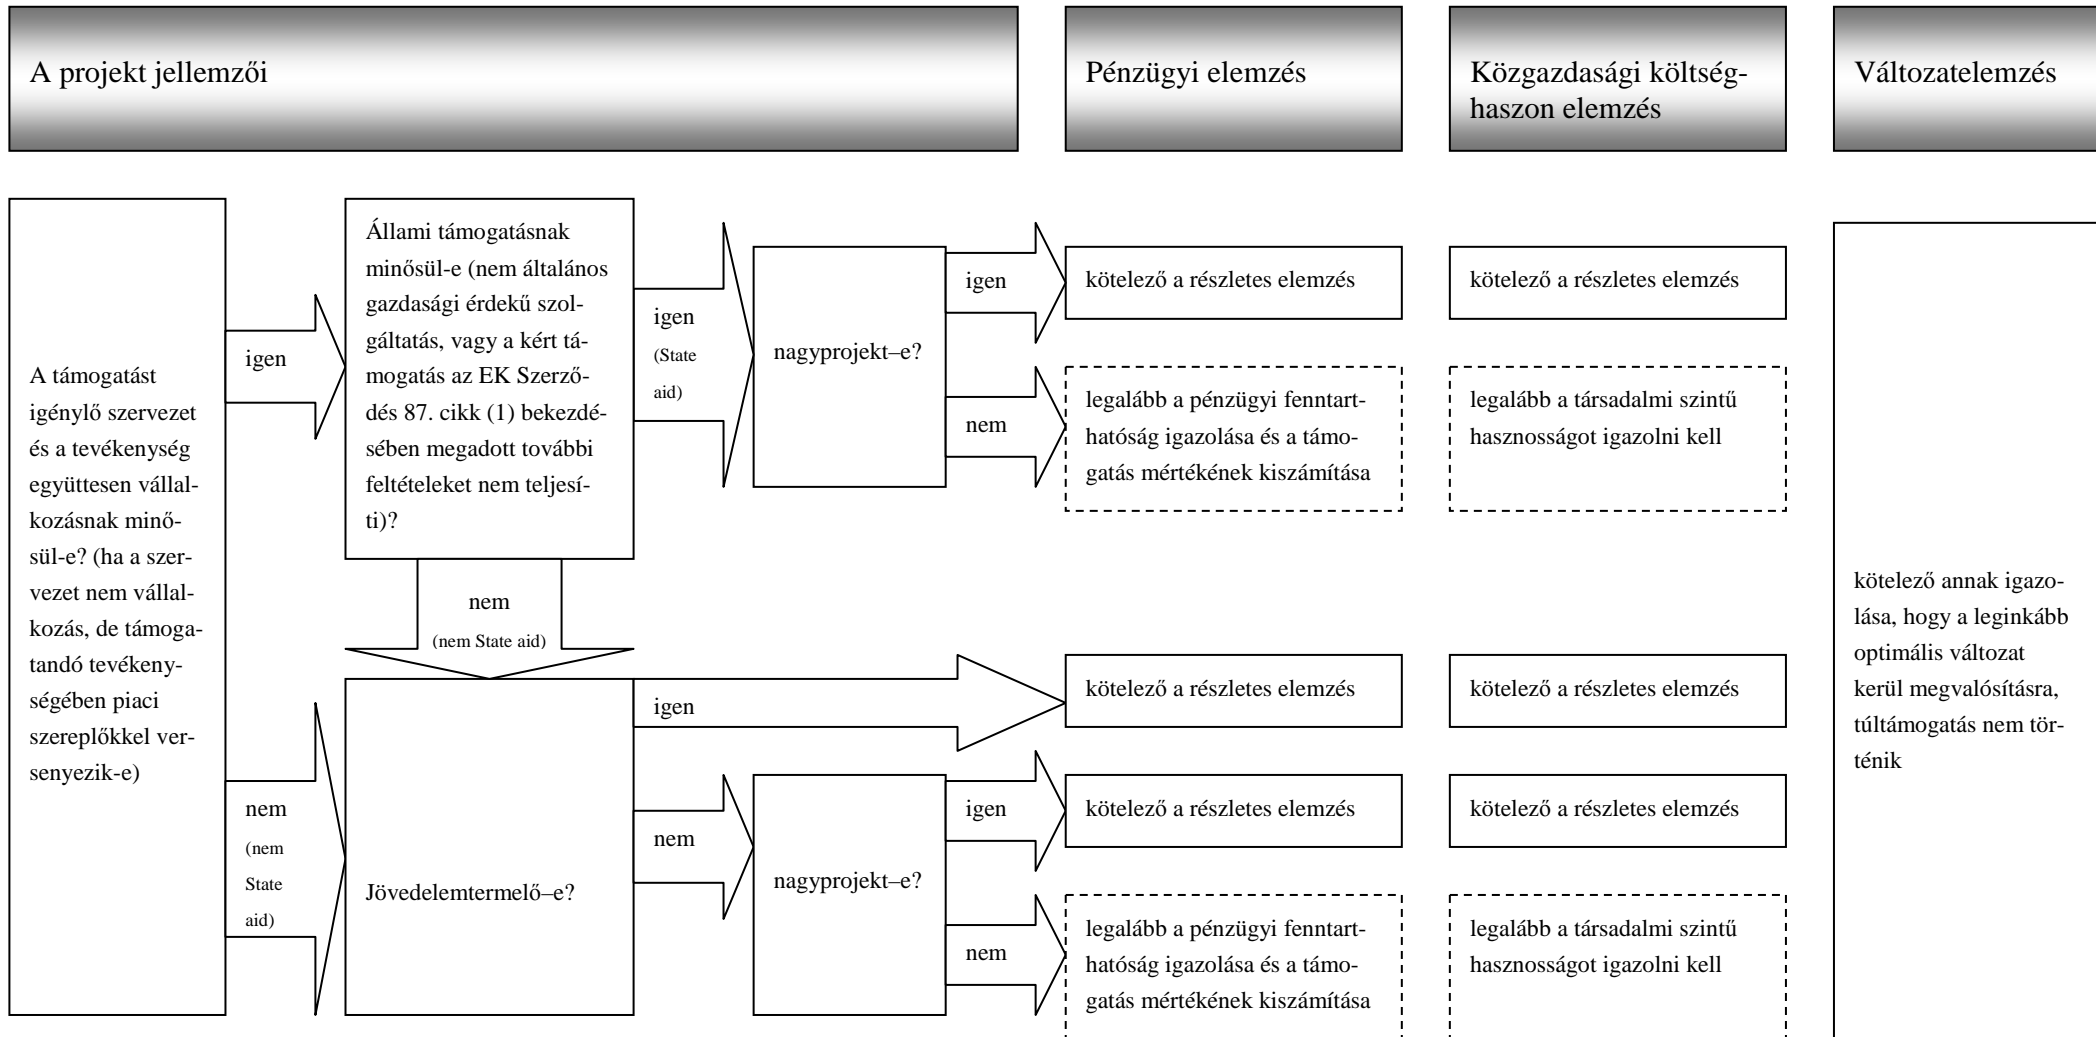 A projekt jellemzői
Pénzügyi elemzés
Közgazdasági költség-
haszon elemzés
Változatelemzés
A támogatást
igénylő szervezet
és a tevékenység
együttesen vállal-
kozásnak minő-
sül-e? (ha a szer-
vezet nem vállal-
kozás, de támoga-
tandó tevékeny-
ségében piaci
szereplőkkel ver-
senyezik-e)
igen
Állami támogatásnak
minősül-e (nem általános
gazdasági érdekű szol-
gáltatás, vagy a kért tá-
mogatás az EK Szerző-
dés 87. cikk (1) bekezdé-
sében megadott további
feltételeket nem teljesí-
ti)?
igen
(State
aid)
nagyprojekt–e?
igen
kötelező a részletes elemzés
kötelező a részletes elemzés
nem
legalább a pénzügyi fenntart-
hatóság igazolása és a támo-
gatás mértékének kiszámítása
legalább a társadalmi szintű
hasznosságot igazolni kell
nem
(nem State aid)
nem
(nem
State
aid)
Jövedelemtermelő–e?
igen
kötelező a részletes elemzés
kötelező a részletes elemzés
nem
nagyprojekt–e?
igen
kötelező a részletes elemzés
kötelező a részletes elemzés
nem
legalább a pénzügyi fenntart-
hatóság igazolása és a támo-
gatás mértékének kiszámítása
legalább a társadalmi szintű
hasznosságot igazolni kell
kötelező annak igazo-
lása, hogy a leginkább
optimális változat
kerül megvalósításra,
túltámogatás nem tör-
ténik